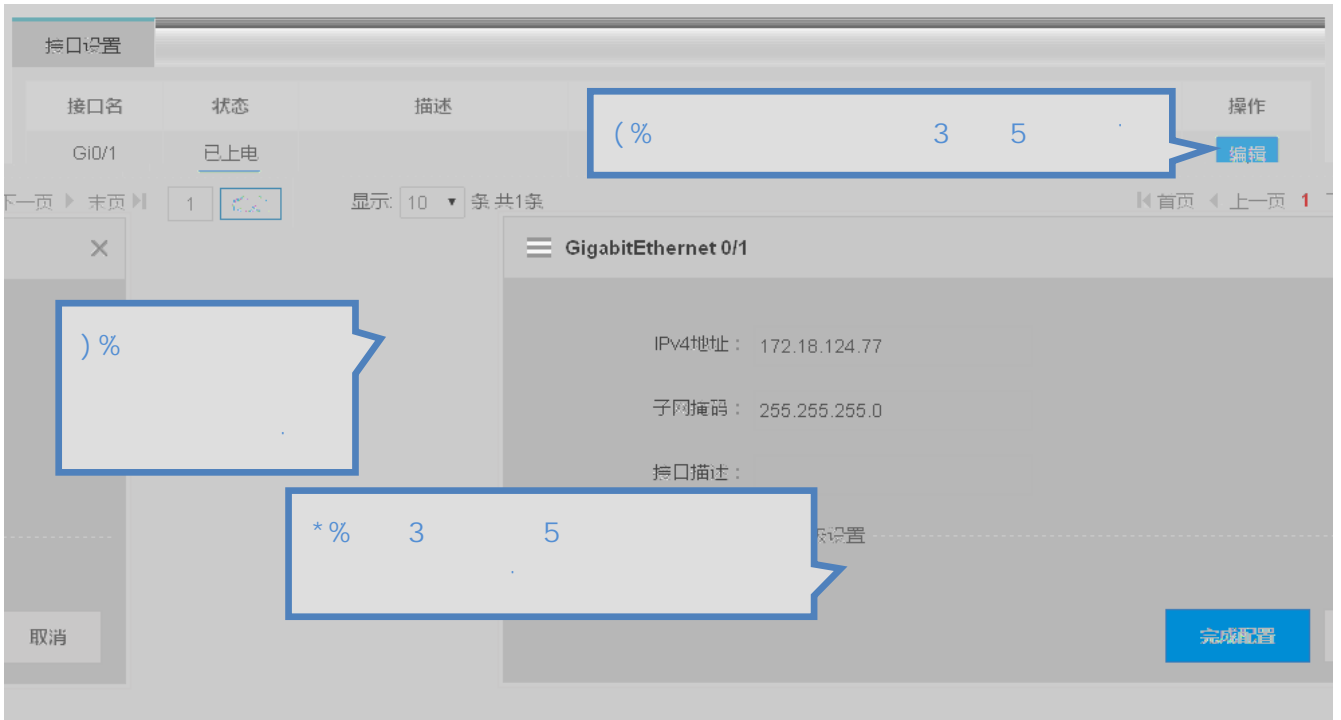 接口设置
接口名 状态 描述 操作
Gi0/1 已上电 编辑
(% 3 5 .
下一页 末页 1 显示: 10 条 共1条 首页 上一页 1
GigabitEthernet 0/1
)%
.
IPv4地址： 172.18.124.77
子网掩码： 255.255.255.0
接口描述：
*% 3 5
.
设置
取消 完成配置